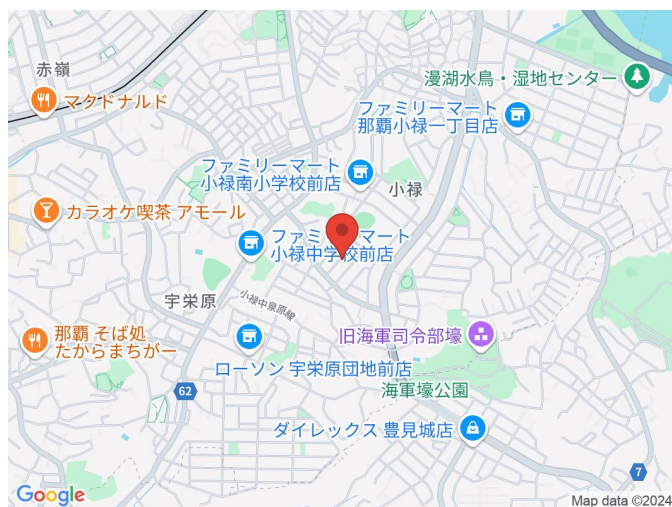 赤嶺
マクドナルド
漫湖水鳥・湿地センター
ファミリーマート
那覇小禄一丁目店
ファミリーマート
小禄南小学校前店
小禄
カラオケ喫茶 アモール
ファミリーマート
小禄中学校前店
宇栄原
小禄中泉原線
那覇 そば処
たからまちがー
旧海軍司令部壕
ローソン 宇栄原団地前店
62
海軍壕公園
ダイレックス 豊見城店
7
Google
Map data ©2024